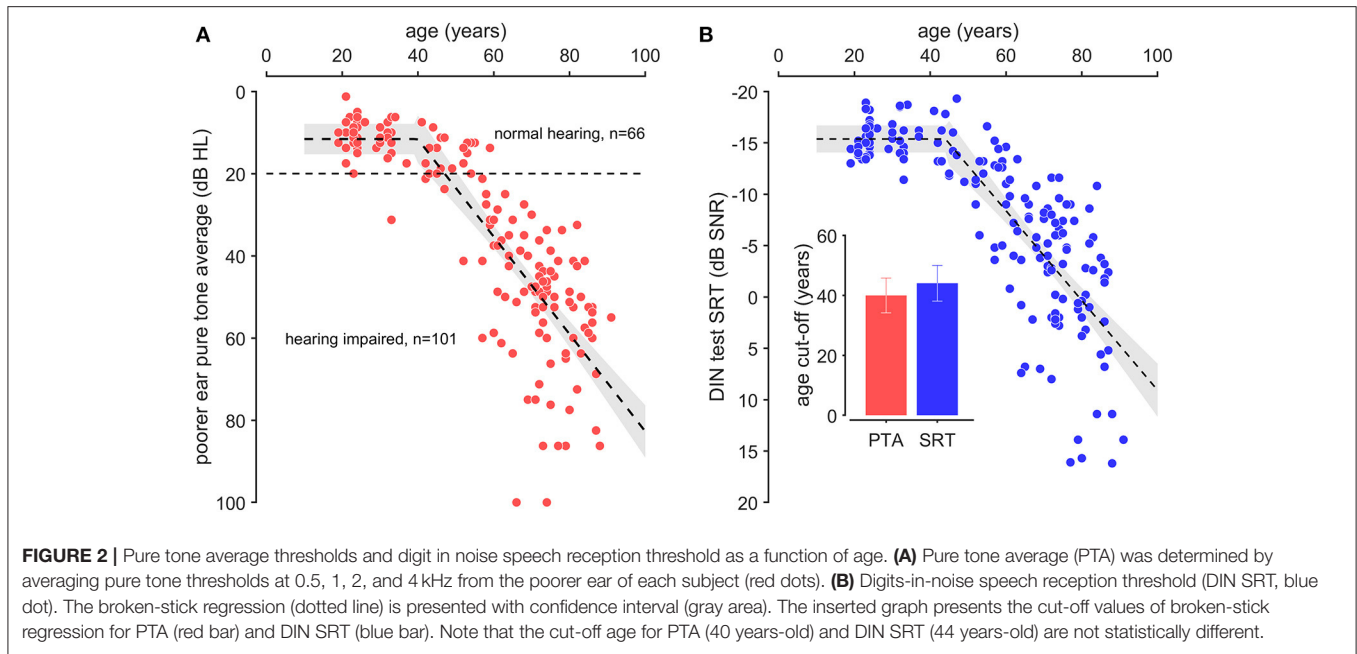 A
age (years)
0 20 40 60 80 100
poorer ear pure tone average (dB HL)
0
20
40
60
80
100
normal hearing, n=66
hearing impaired, n=101
B
age (years)
0 20 40 60 80 100
DIN test SRT (dB SNR)
-20
-15
-10
-5
0
5
10
15
20
age cut-off (years)
60
40
20
0
PTA SRT
FIGURE 2 | Pure tone average thresholds and digit in noise speech reception threshold as a function of age. (A) Pure tone average (PTA) was determined by
averaging pure tone thresholds at 0.5, 1, 2, and 4 kHz from the poorer ear of each subject (red dots). (B) Digits-in-noise speech reception threshold (DIN SRT, blue
dot). The broken-stick regression (dotted line) is presented with confidence interval (gray area). The inserted graph presents the cut-off values of broken-stick
regression for PTA (red bar) and DIN SRT (blue bar). Note that the cut-off age for PTA (40 years-old) and DIN SRT (44 years-old) are not statistically different.